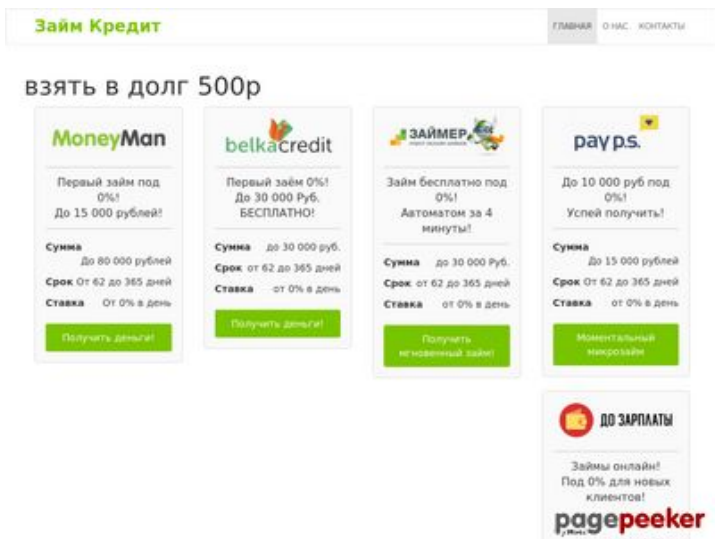 Займ Кредит
ГЛАВНАЯ О НАС КОНТАКТЫ
взять в долг 500р
MoneyMan
Первый займ под
0%!
До 15 000 рублей!
Сумма
До 80 000 рублей
Срок От 62 до 365 дней
Ставка От 0% в день
Получить деньги!
belkacredit
Первый заём 0%!
До 30 000 Руб.
БЕСПЛАТНО!
Сумма до 30 000 руб.
Срок от 62 до 365 дней
Ставка от 0% в день
Получить деньги!
ЗАЙМЕР
Займ бесплатно под
0%!
Автоматом за 4
минуты!
Сумма до 30 000 Руб.
Срок от 62 до 365 дней
Ставка от 0% в день
Получить
мгновенный займ!
pay p.s.
До 10 000 руб под
0%!
Успей получить!
Сумма
До 15 000 рублей
Срок От 62 до 365 дней
Ставка от 0% в день
Моментальный
микрозайм
ДО ЗАРПЛАТЫ
Займы онлайн!
Под 0% для новых
клиентов!
pagepeeker